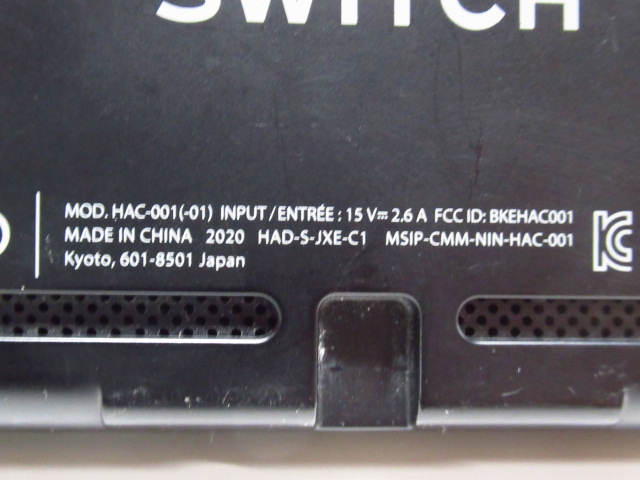 SWITCH
MOD. HAC-001(-01) INPUT / ENTRÉE : 15 V⎓ 2.6 A FCC ID: BKEHAC001
MADE IN CHINA 2020 HAD-S-JXE-C1 MSIP-CMM-NIN-HAC-001
Kyoto, 601-8501 Japan